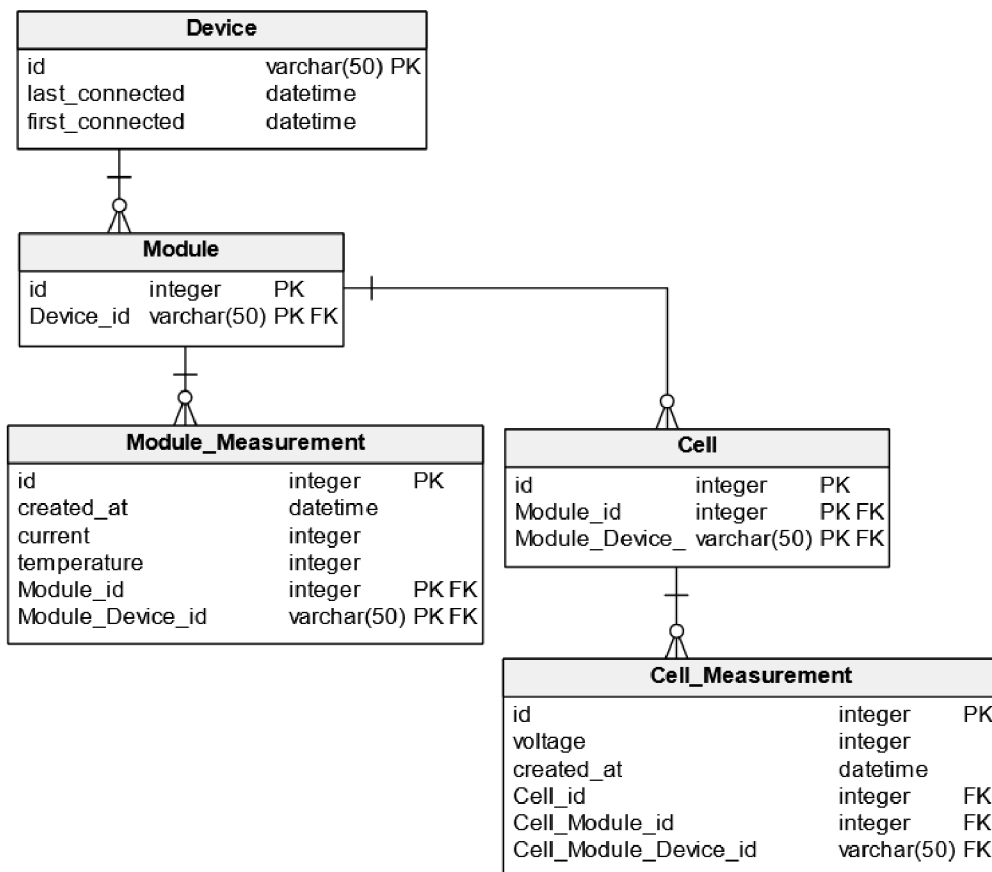 Device
id varchar(50) PK
last_connected datetime
first_connected datetime
Module
id integer PK
Device_id varchar(50) PK FK
Module_Measurement
id integer PK
created_at datetime
current integer
temperature integer
Module_id integer PK FK
Module_Device_id varchar(50) PK FK
Cell
id integer PK
Module_id integer PK FK
Module_Device_ varchar(50) PK FK
Cell_Measurement
id integer PK
voltage integer
created_at datetime
Cell_id integer FK
Cell_Module_id integer FK
Cell_Module_Device_id varchar(50) FK